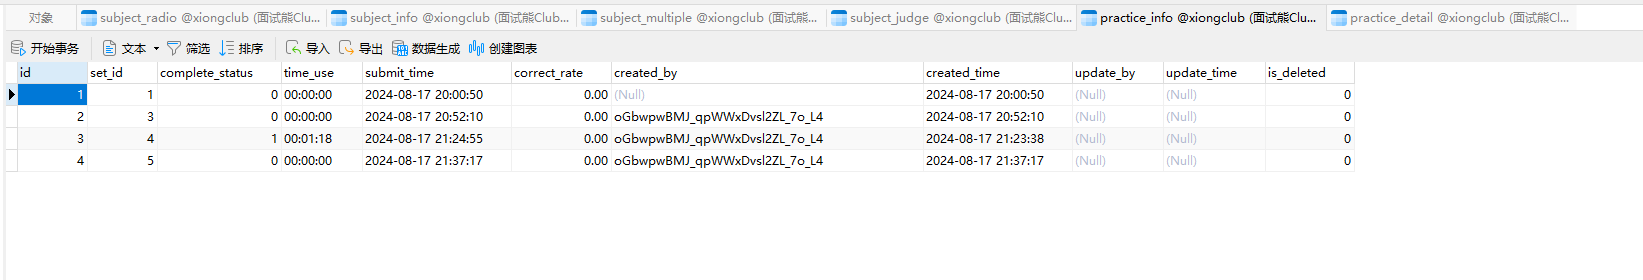 对象 subject_radio @xiongclub (面试熊Clu... subject_info @xiongclub (面试熊Club... subject_multiple @xiongclub (面试熊... subject_judge @xiongclub (面试熊C... practice_info @xiongclub (面试熊Clu... practice_detail @xiongclub (面试熊Cl...
开始事务 文本 筛选 排序 导入 导出 数据生成 创建图表
id set_id complete_status time_use submit_time correct_rate created_by created_time update_by update_time is_deleted
1 1 0 00:00:00 2024-08-17 20:00:50 0.00 (Null) 2024-08-17 20:00:50 (Null) (Null) 0
2 3 0 00:00:00 2024-08-17 20:52:10 0.00 oGbwpwBMJ_qpWWxDvsl2ZL_7o_L4 2024-08-17 20:52:10 (Null) (Null) 0
3 4 1 00:01:18 2024-08-17 21:24:55 0.00 oGbwpwBMJ_qpWWxDvsl2ZL_7o_L4 2024-08-17 21:23:38 (Null) (Null) 0
4 5 0 00:00:00 2024-08-17 21:37:17 0.00 oGbwpwBMJ_qpWWxDvsl2ZL_7o_L4 2024-08-17 21:37:17 (Null) (Null) 0